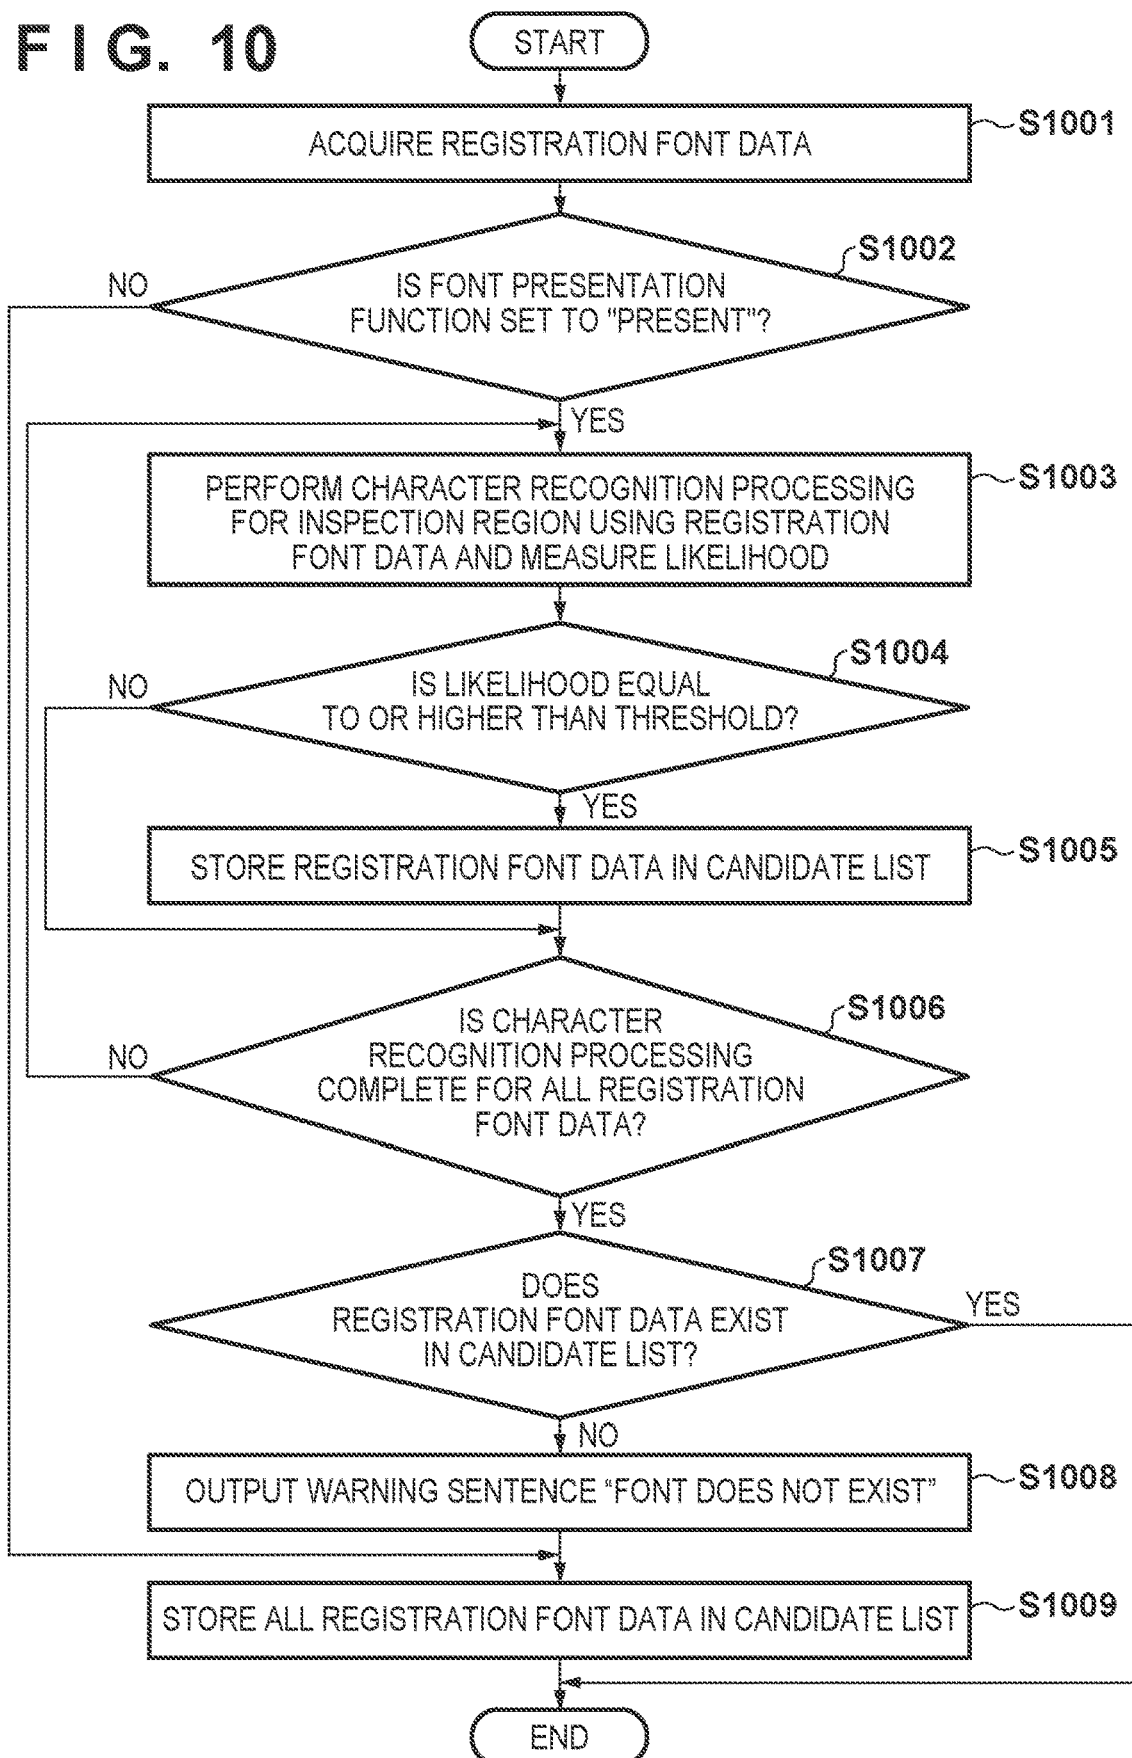 FIG. 10
START
ACQUIRE REGISTRATION FONT DATA
S1001
S1002
IS FONT PRESENTATION
FUNCTION SET TO "PRESENT"?
NO
YES
S1003
PERFORM CHARACTER RECOGNITION PROCESSING
FOR INSPECTION REGION USING REGISTRATION
FONT DATA AND MEASURE LIKELIHOOD
S1004
IS LIKELIHOOD EQUAL
TO OR HIGHER THAN THRESHOLD?
NO
YES
S1005
STORE REGISTRATION FONT DATA IN CANDIDATE LIST
S1006
IS CHARACTER
RECOGNITION PROCESSING
COMPLETE FOR ALL REGISTRATION
FONT DATA?
NO
YES
S1007
DOES
REGISTRATION FONT DATA EXIST
IN CANDIDATE LIST?
YES
NO
S1008
OUTPUT WARNING SENTENCE “FONT DOES NOT EXIST”
S1009
STORE ALL REGISTRATION FONT DATA IN CANDIDATE LIST
END